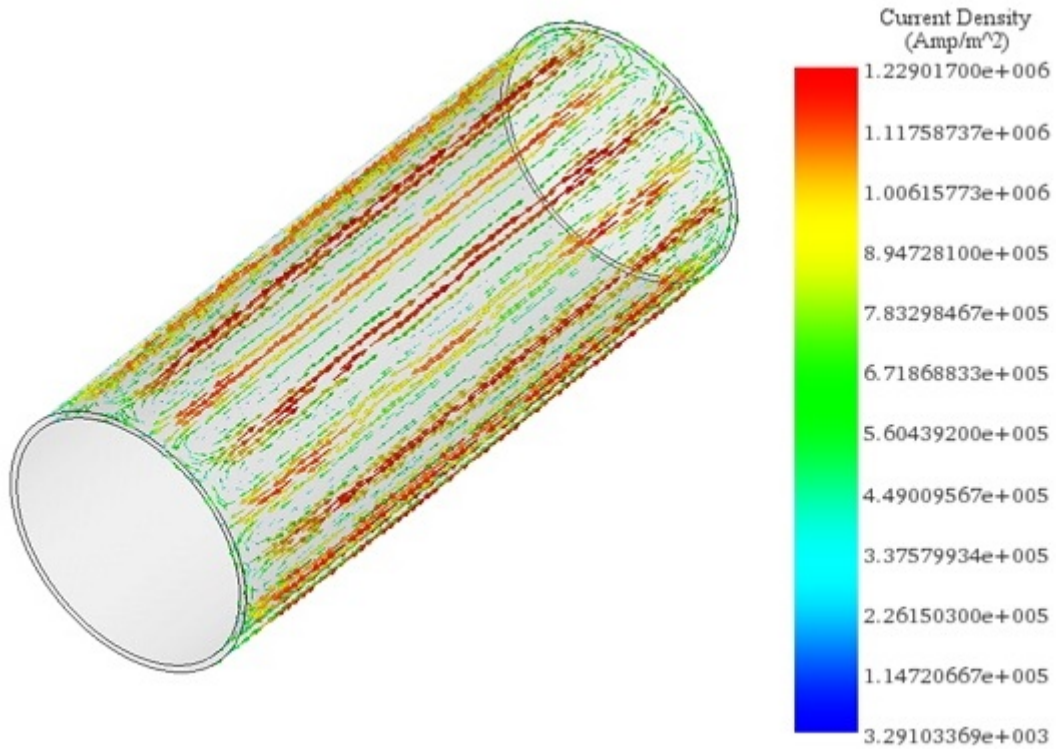 Current Density
(Amp/m^2)
1.22901700e+006
1.11758737e+006
1.00615773e+006
8.94728100e+005
7.83298467e+005
6.71868833e+005
5.60439200e+005
4.49009567e+005
3.37579934e+005
2.26150300e+005
1.14720667e+005
3.29103369e+003